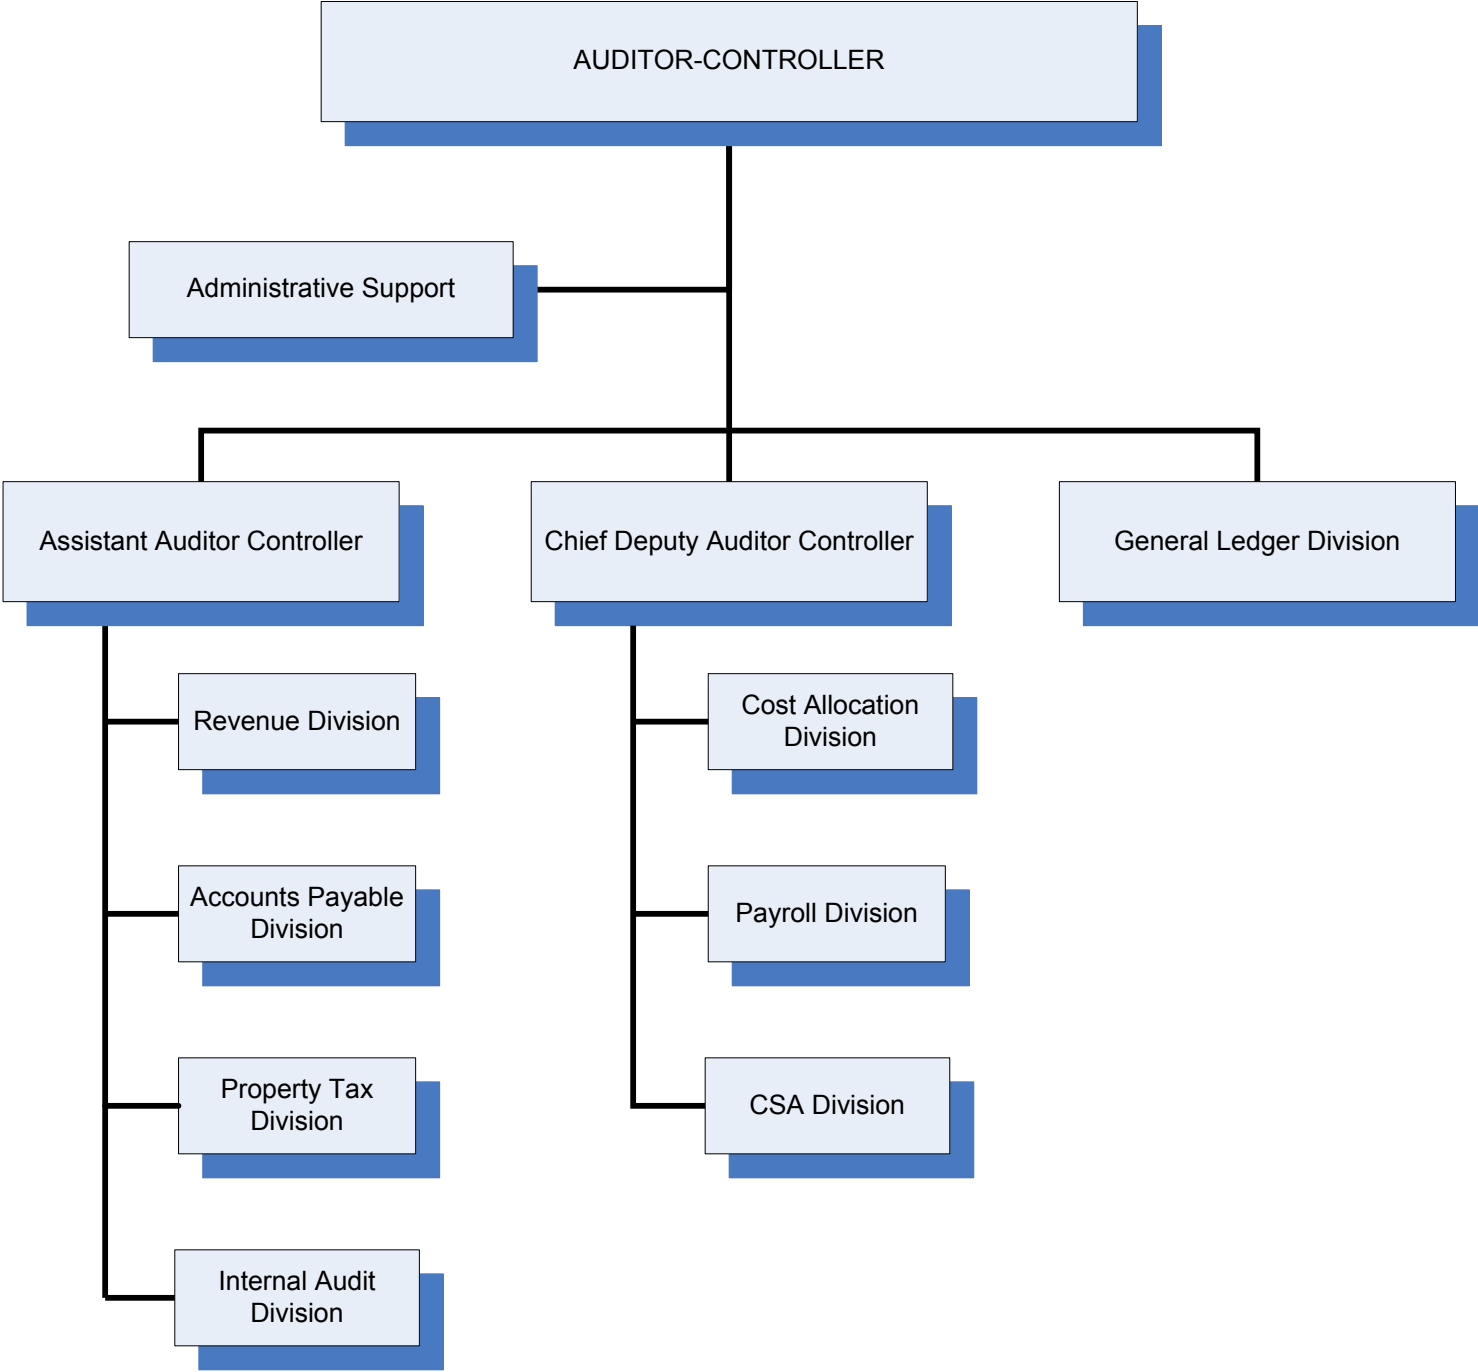 AUDITOR-CONTROLLER
Administrative Support
Assistant Auditor Controller
Chief Deputy Auditor Controller
General Ledger Division
Revenue Division
Accounts Payable
Division
Property Tax
Division
Internal Audit
Division
Cost Allocation
Division
Payroll Division
CSA Division